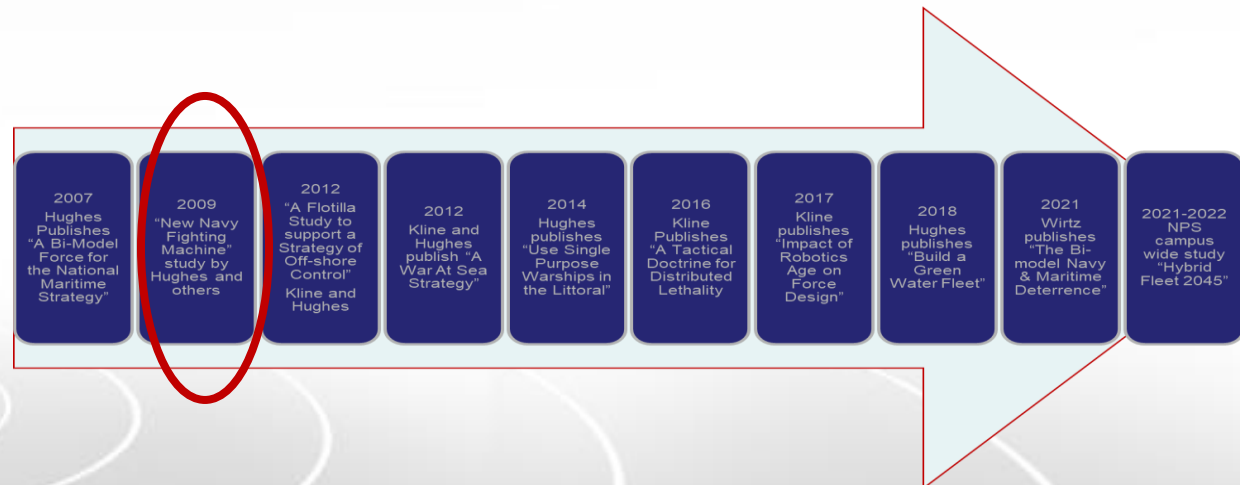 2007
Hughes
Publishes
“A Bi-Model
Force for
the National
Maritime
Strategy”
2009
“New Navy
Fighting
Machine”
study by
Hughes and
others
2012
“A Flotilla
Study to
support a
Strategy of
Off-shore
Control”
Kline and
Hughes
2012
Kline and
Hughes
publish “A
War At Sea
Strategy”
2014
Hughes
publishes
“Use Single
Purpose
Warships in
the Littoral”
2016
Kline
Publishes
“A Tactical
Doctrine for
Distributed
Lethality
2017
Kline
publishes
“Impact of
Robotics
Age on
Force
Design”
2018
Hughes
publishes
“Build a
Green
Water Fleet”
2021
Wirtz
publishes
“The Bi-
model Navy
& Maritime
Deterrence”
2021-2022
NPS
campus
wide study
“Hybrid
Fleet 2045”